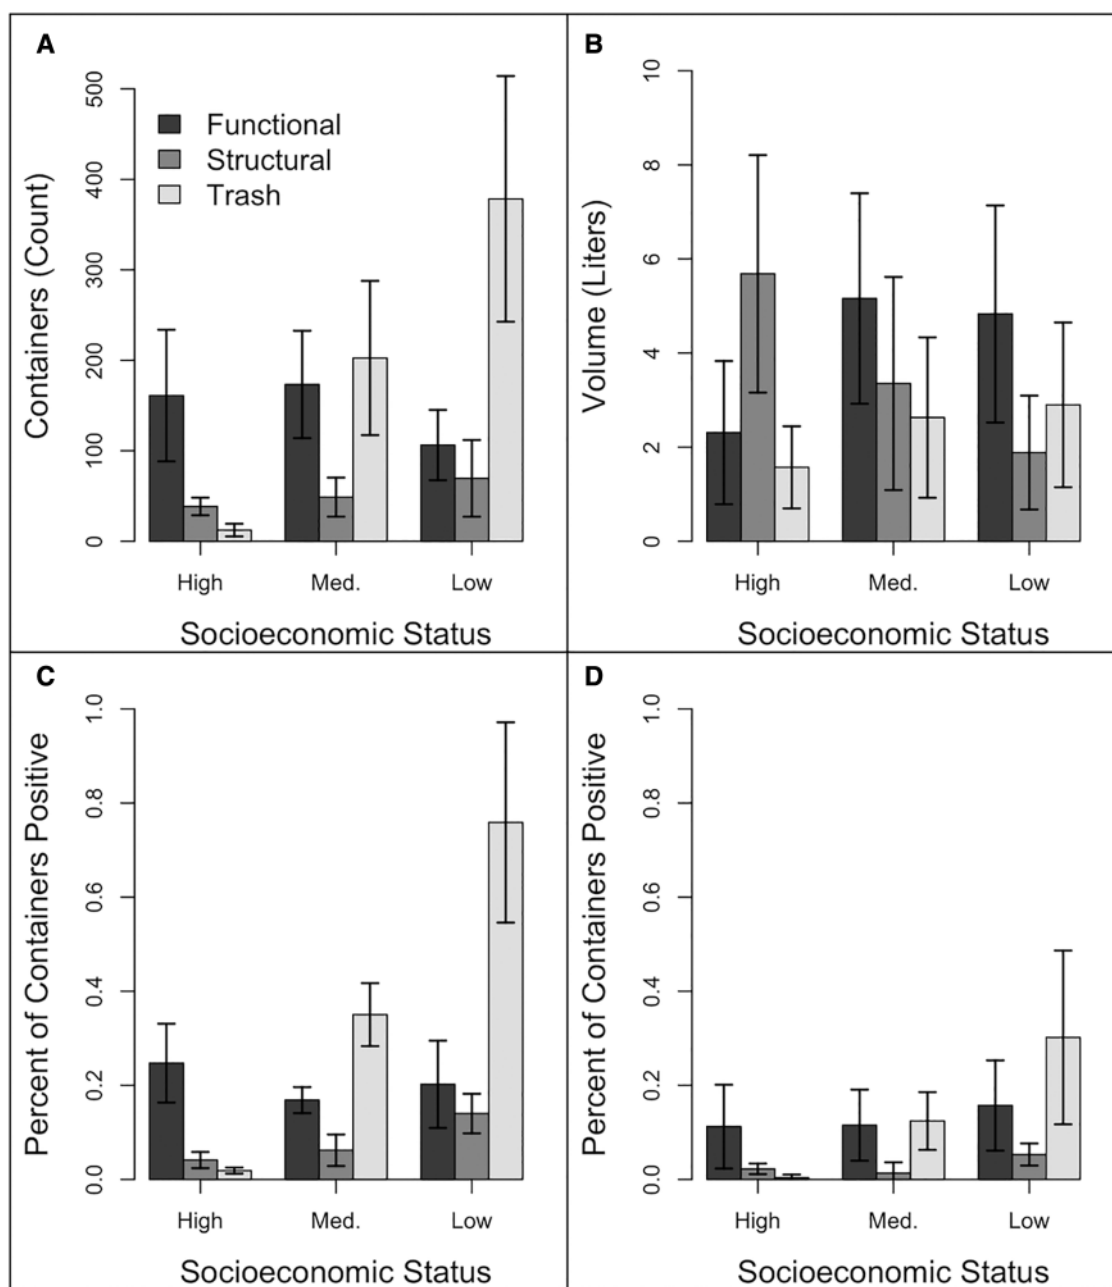 A
Containers (Count)
500
400
300
200
100
0
Functional
Structural
Trash
High
Med.
Low
Socioeconomic Status
B
Volume (Liters)
10
8
6
4
2
0
High
Med.
Low
Socioeconomic Status
C
Percent of Containers Positive
1.0
0.8
0.6
0.4
0.2
0.0
High
Med.
Low
Socioeconomic Status
D
Percent of Containers Positive
1.0
0.8
0.6
0.4
0.2
0.0
High
Med.
Low
Socioeconomic Status